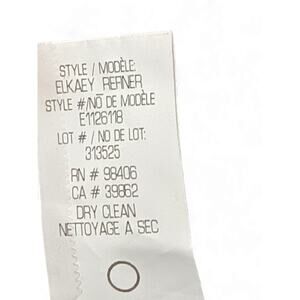 STYLE / MODÈLE:
ELKAEY REFINER
STYLE #/NO DE MODÈLE
E1126118
LOT # / NO DE LOT:
313525
RN # 98406
CA # 39862
DRY CLEAN
NETTOYAGE A SEC